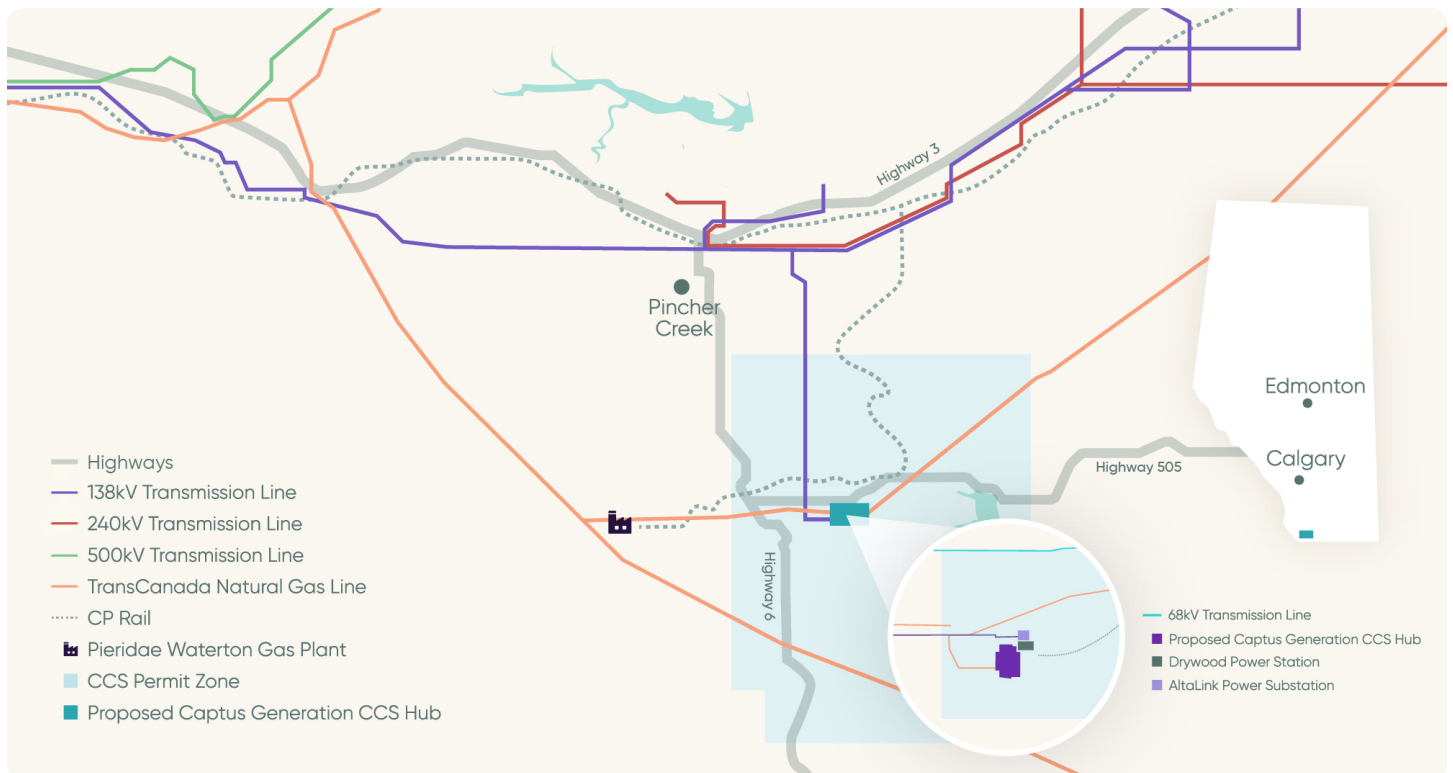 Highway 3
Pincher
Creek
Edmonton
Calgary
Highway 505
Highway 6
Highways
138kV Transmission Line
240kV Transmission Line
500kV Transmission Line
TransCanada Natural Gas Line
CP Rail
Pieridae Waterton Gas Plant
CCS Permit Zone
Proposed Captus Generation CCS Hub
68kV Transmission Line
Proposed Captus Generation CCS Hub
Drywood Power Station
AltaLink Power Substation